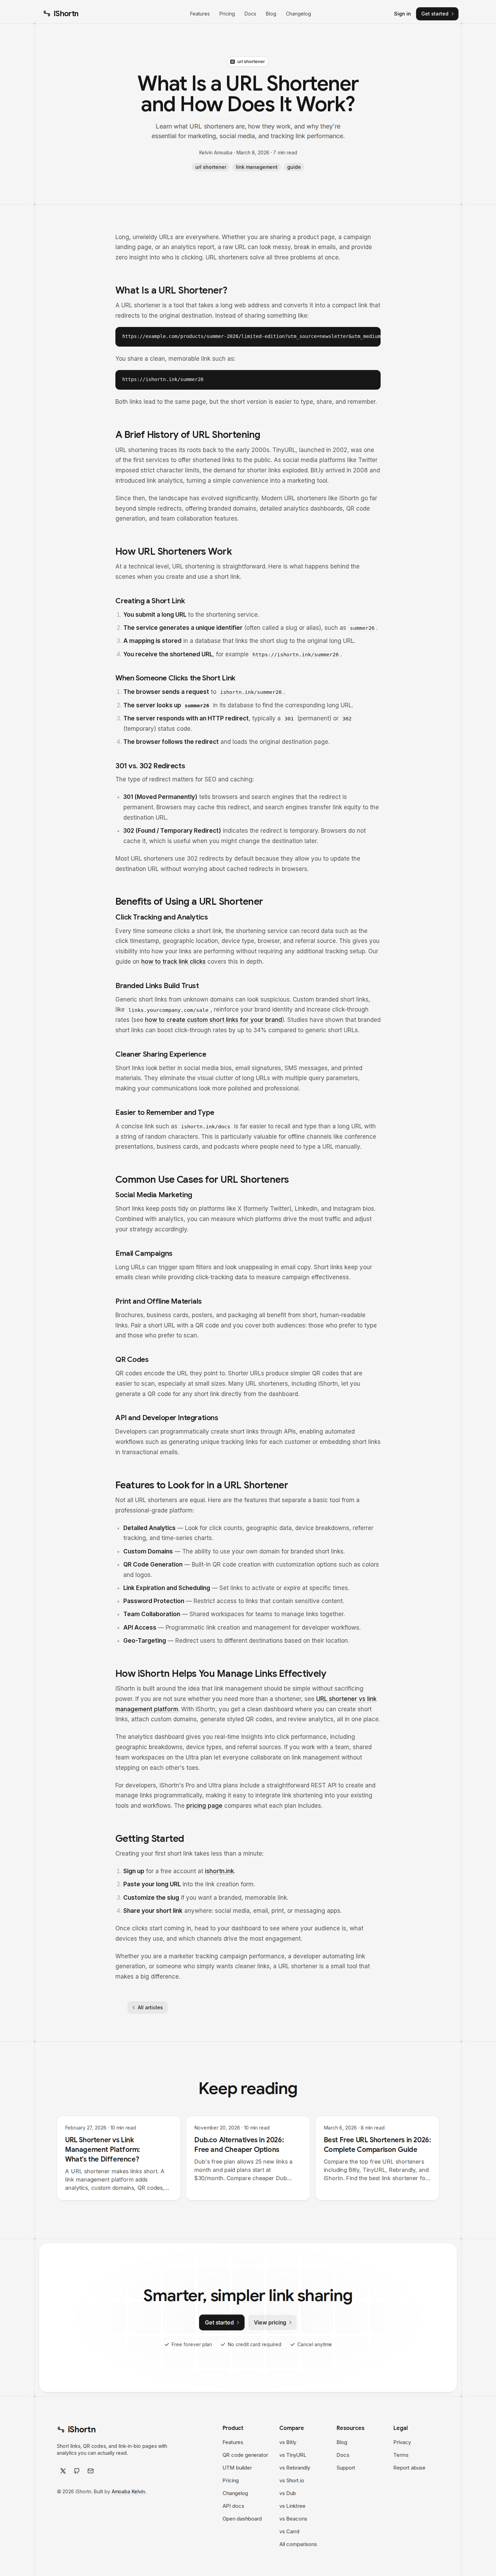 iShortn
Features
Pricing
Docs
Blog
Changelog
Sign in
Get started
url shortener
What Is a URL Shortener
and How Does It Work?
Learn what URL shorteners are, how they work, and why they're
essential for marketing, social media, and tracking link performance.
Kelvin Amoaba · March 8, 2026 · 7 min read
url shortener
link management
guide
Long, unwieldy URLs are everywhere. Whether you are sharing a product page, a campaign
landing page, or an analytics report, a raw URL can look messy, break in emails, and provide
zero insight into who is clicking. URL shorteners solve all three problems at once.
What Is a URL Shortener?
A URL shortener is a tool that takes a long web address and converts it into a compact link that
redirects to the original destination. Instead of sharing something like:
https://example.com/products/summer-2026/limited-edition?utm_source=newsletter&utm_medium
You share a clean, memorable link such as:
https://ishortn.ink/summer26
Both links lead to the same page, but the short version is easier to type, share, and remember.
A Brief History of URL Shortening
URL shortening traces its roots back to the early 2000s. TinyURL, launched in 2002, was one
of the first services to offer shortened links to the public. As social media platforms like Twitter
imposed strict character limits, the demand for shorter links exploded. Bit.ly arrived in 2008 and
introduced link analytics, turning a simple convenience into a marketing tool.
Since then, the landscape has evolved significantly. Modern URL shorteners like iShortn go far
beyond simple redirects, offering branded domains, detailed analytics dashboards, QR code
generation, and team collaboration features.
How URL Shorteners Work
At a technical level, URL shortening is straightforward. Here is what happens behind the
scenes when you create and use a short link.
Creating a Short Link
1. You submit a long URL to the shortening service.
2. The service generates a unique identifier (often called a slug or alias), such as summer26 .
3. A mapping is stored in a database that links the short slug to the original long URL.
4. You receive the shortened URL, for example https://ishortn.ink/summer26 .
When Someone Clicks the Short Link
1. The browser sends a request to ishortn.ink/summer26 .
2. The server looks up summer26 in its database to find the corresponding long URL.
3. The server responds with an HTTP redirect, typically a 301 (permanent) or 302
(temporary) status code.
4. The browser follows the redirect and loads the original destination page.
301 vs. 302 Redirects
The type of redirect matters for SEO and caching:
• 301 (Moved Permanently) tells browsers and search engines that the redirect is
permanent. Browsers may cache this redirect, and search engines transfer link equity to the
destination URL.
• 302 (Found / Temporary Redirect) indicates the redirect is temporary. Browsers do not
cache it, which is useful when you might change the destination later.
Most URL shorteners use 302 redirects by default because they allow you to update the
destination URL without worrying about cached redirects in browsers.
Benefits of Using a URL Shortener
Click Tracking and Analytics
Every time someone clicks a short link, the shortening service can record data such as the
click timestamp, geographic location, device type, browser, and referral source. This gives you
visibility into how your links are performing without requiring any additional tracking setup. Our
guide on how to track link clicks covers this in depth.
Branded Links Build Trust
Generic short links from unknown domains can look suspicious. Custom branded short links,
like links.yourcompany.com/sale , reinforce your brand identity and increase click-through
rates (see how to create custom short links for your brand). Studies have shown that branded
short links can boost click-through rates by up to 34% compared to generic short URLs.
Cleaner Sharing Experience
Short links look better in social media bios, email signatures, SMS messages, and printed
materials. They eliminate the visual clutter of long URLs with multiple query parameters,
making your communications look more polished and professional.
Easier to Remember and Type
A concise link such as ishortn.ink/docs is far easier to recall and type than a long URL with
a string of random characters. This is particularly valuable for offline channels like conference
presentations, business cards, and podcasts where people need to type a URL manually.
Common Use Cases for URL Shorteners
Social Media Marketing
Short links keep posts tidy on platforms like X (formerly Twitter), LinkedIn, and Instagram bios.
Combined with analytics, you can measure which platforms drive the most traffic and adjust
your strategy accordingly.
Email Campaigns
Long URLs can trigger spam filters and look unappealing in email copy. Short links keep your
emails clean while providing click-tracking data to measure campaign effectiveness.
Print and Offline Materials
Brochures, business cards, posters, and packaging all benefit from short, human-readable
links. Pair a short URL with a QR code and you cover both audiences: those who prefer to type
and those who prefer to scan.
QR Codes
QR codes encode the URL they point to. Shorter URLs produce simpler QR codes that are
easier to scan, especially at small sizes. Many URL shorteners, including iShortn, let you
generate a QR code for any short link directly from the dashboard.
API and Developer Integrations
Developers can programmatically create short links through APIs, enabling automated
workflows such as generating unique tracking links for each customer or embedding short links
in transactional emails.
Features to Look for in a URL Shortener
Not all URL shorteners are equal. Here are the features that separate a basic tool from a
professional-grade platform:
• Detailed Analytics — Look for click counts, geographic data, device breakdowns, referrer
tracking, and time-series charts.
• Custom Domains — The ability to use your own domain for branded short links.
• QR Code Generation — Built-in QR code creation with customization options such as colors
and logos.
• Link Expiration and Scheduling — Set links to activate or expire at specific times.
• Password Protection — Restrict access to links that contain sensitive content.
• Team Collaboration — Shared workspaces for teams to manage links together.
• API Access — Programmatic link creation and management for developer workflows.
• Geo-Targeting — Redirect users to different destinations based on their location.
How iShortn Helps You Manage Links Effectively
iShortn is built around the idea that link management should be simple without sacrificing
power. If you are not sure whether you need more than a shortener, see URL shortener vs link
management platform. With iShortn, you get a clean dashboard where you can create short
links, attach custom domains, generate styled QR codes, and review analytics, all in one place.
The analytics dashboard gives you real-time insights into click performance, including
geographic breakdowns, device types, and referral sources. If you work with a team, shared
team workspaces on the Ultra plan let everyone collaborate on link management without
stepping on each other's toes.
For developers, iShortn's Pro and Ultra plans include a straightforward REST API to create and
manage links programmatically, making it easy to integrate link shortening into your existing
tools and workflows. The pricing page compares what each plan includes.
Getting Started
Creating your first short link takes less than a minute:
1. Sign up for a free account at ishortn.ink.
2. Paste your long URL into the link creation form.
3. Customize the slug if you want a branded, memorable link.
4. Share your short link anywhere: social media, email, print, or messaging apps.
Once clicks start coming in, head to your dashboard to see where your audience is, what
devices they use, and which channels drive the most engagement.
Whether you are a marketer tracking campaign performance, a developer automating link
generation, or someone who simply wants cleaner links, a URL shortener is a small tool that
makes a big difference.
All articles
Keep reading
February 27, 2026 · 10 min read
URL Shortener vs Link
Management Platform:
What's the Difference?
A URL shortener makes links short. A
link management platform adds
analytics, custom domains, QR codes,...
November 20, 2026 · 10 min read
Dub.co Alternatives in 2026:
Free and Cheaper Options
Dub's free plan allows 25 new links a
month and paid plans start at
$30/month. Compare cheaper Dub...
March 6, 2026 · 8 min read
Best Free URL Shorteners in 2026:
Complete Comparison Guide
Compare the top free URL shorteners
including Bitly, TinyURL, Rebrandly, and
iShortn. Find the best link shortener fo...
Smarter, simpler link sharing
Get started
View pricing
Free forever plan
No credit card required
Cancel anytime
iShortn
Short links, QR codes, and link-in-bio pages with
analytics you can actually read.
© 2026 iShortn. Built by Amoaba Kelvin.
Product
Features
QR code generator
UTM builder
Pricing
Changelog
API docs
Open dashboard
Compare
vs Bitly
vs TinyURL
vs Rebrandly
vs Short.io
vs Dub
vs Linktree
vs Beacons
vs Carrd
All comparisons
Resources
Blog
Docs
Support
Legal
Privacy
Terms
Report abuse